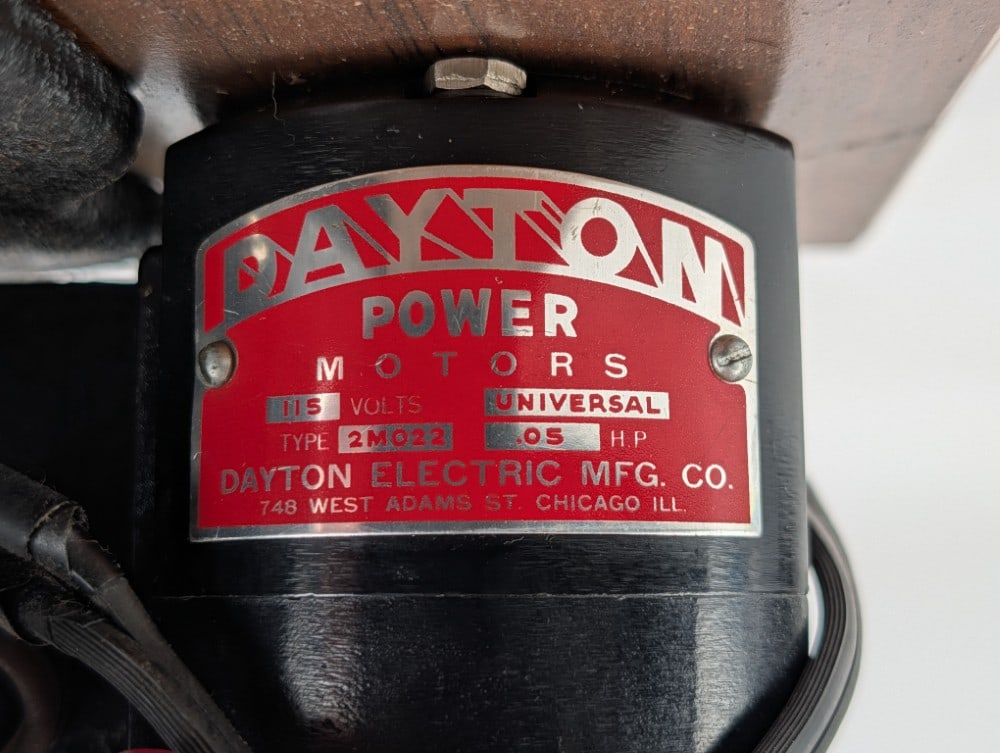 DAYTON
POWER
MOTORS
115 VOLTS UNIVERSAL
TYPE 2M022 .05 H.P
DAYTON ELECTRIC MFG. CO.
748 WEST ADAMS ST. CHICAGO ILL.